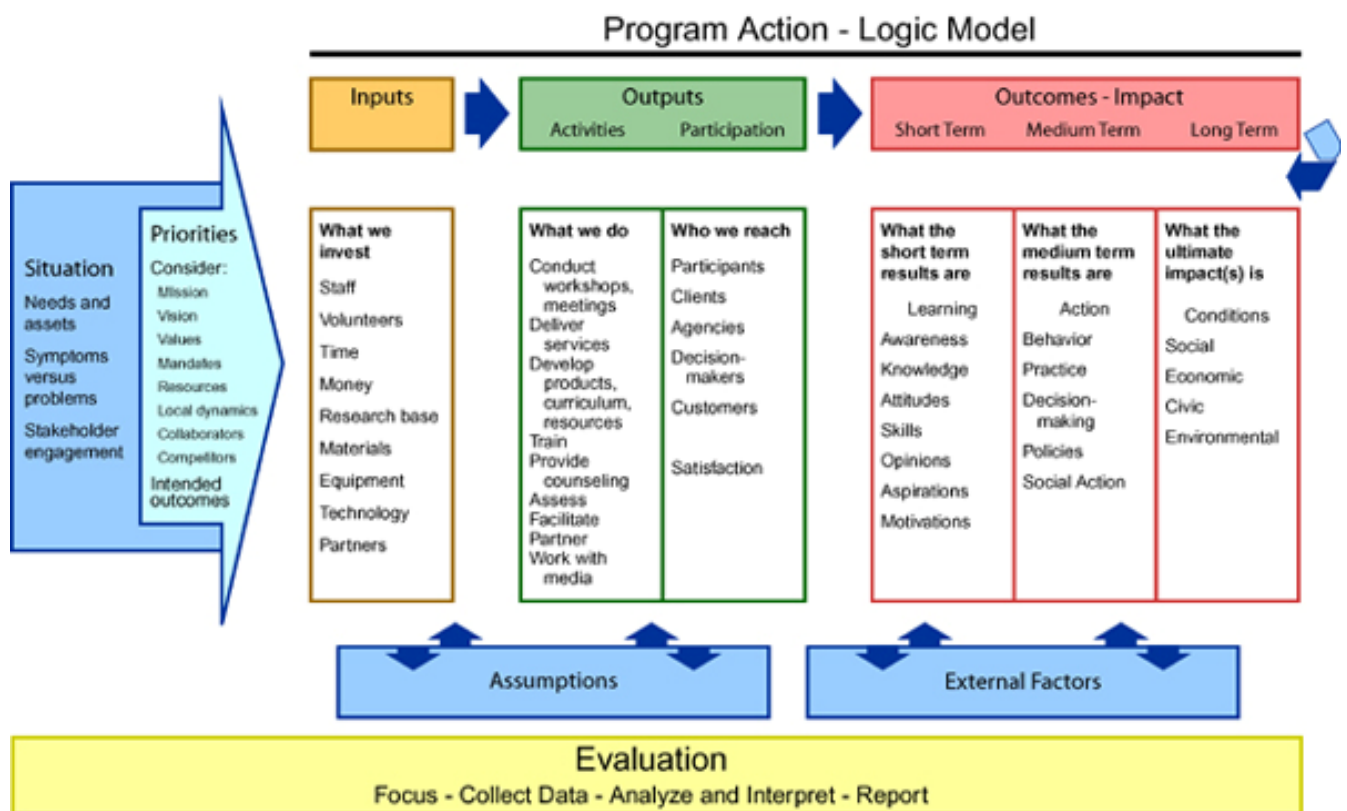 Program Action - Logic Model
Inputs
Outputs
Activities Participation
Outcomes - Impact
Short Term Medium Term Long Term
Situation
Needs and
assets
Symptoms
versus
problems
Stakeholder
engagement
Priorities
Consider:
Mission
Vision
Values
Mandates
Resources
Local dynamics
Collaborators
Competitors
Intended
outcomes
What we
invest
Staff
Volunteers
Time
Money
Research base
Materials
Equipment
Technology
Partners
What we do
Conduct
workshops,
meetings
Deliver
services
Develop
products,
curriculum,
resources
Train
Provide
counseling
Assess
Facilitate
Partner
Work with
media
Who we reach
Participants
Clients
Agencies
Decision-
makers
Customers
Satisfaction
What the
short term
results are
Learning
Awareness
Knowledge
Attitudes
Skills
Opinions
Aspirations
Motivations
What the
medium term
results are
Action
Behavior
Practice
Decision-
making
Policies
Social Action
What the
ultimate
impact(s) is
Conditions
Social
Economic
Civic
Environmental
Assumptions
External Factors
Evaluation
Focus - Collect Data - Analyze and Interpret - Report